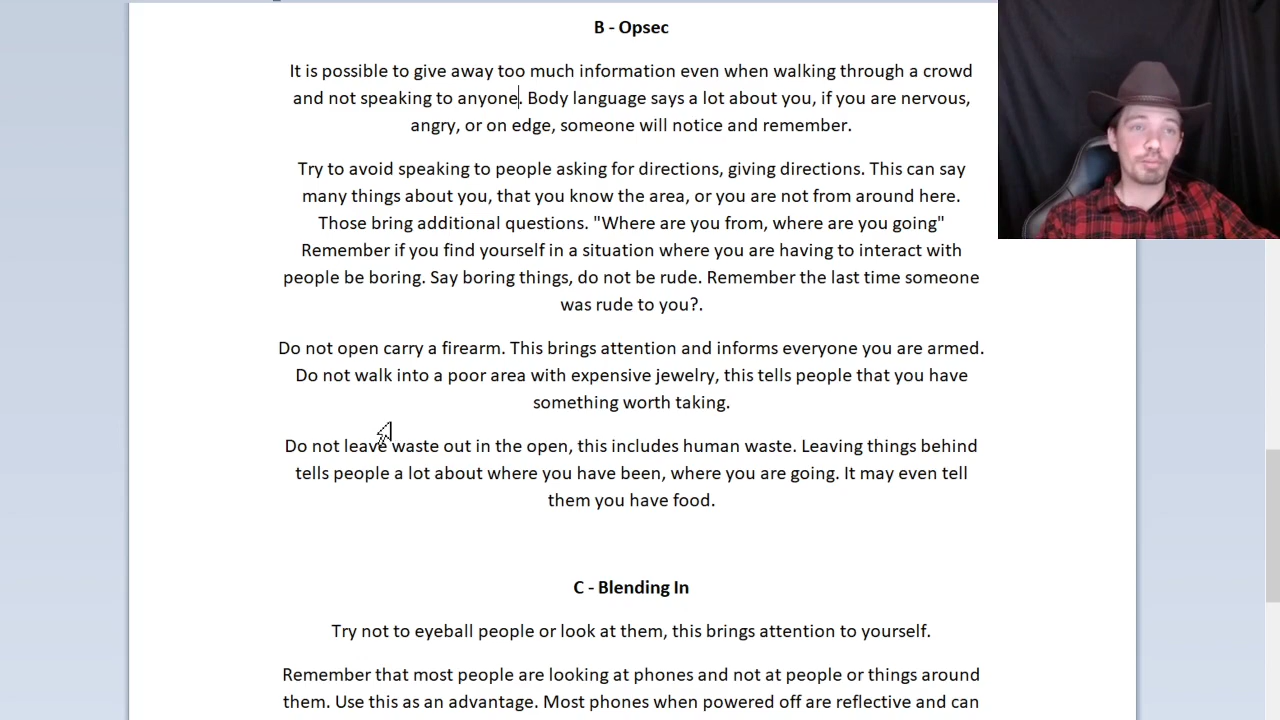 B - Opsec
It is possible to give away too much information even when walking through a crowd
and not speaking to anyone. Body language says a lot about you, if you are nervous,
angry, or on edge, someone will notice and remember.
Try to avoid speaking to people asking for directions, giving directions. This can say
many things about you, that you know the area, or you are not from around here.
Those bring additional questions. "Where are you from, where are you going"
Remember if you find yourself in a situation where you are having to interact with
people be boring. Say boring things, do not be rude. Remember the last time someone
was rude to you?.
Do not open carry a firearm. This brings attention and informs everyone you are armed.
Do not walk into a poor area with expensive jewelry, this tells people that you have
something worth taking.
Do not leave waste out in the open, this includes human waste. Leaving things behind
tells people a lot about where you have been, where you are going. It may even tell
them you have food.
C - Blending In
Try not to eyeball people or look at them, this brings attention to yourself.
Remember that most people are looking at phones and not at people or things around
them. Use this as an advantage. Most phones when powered off are reflective and can